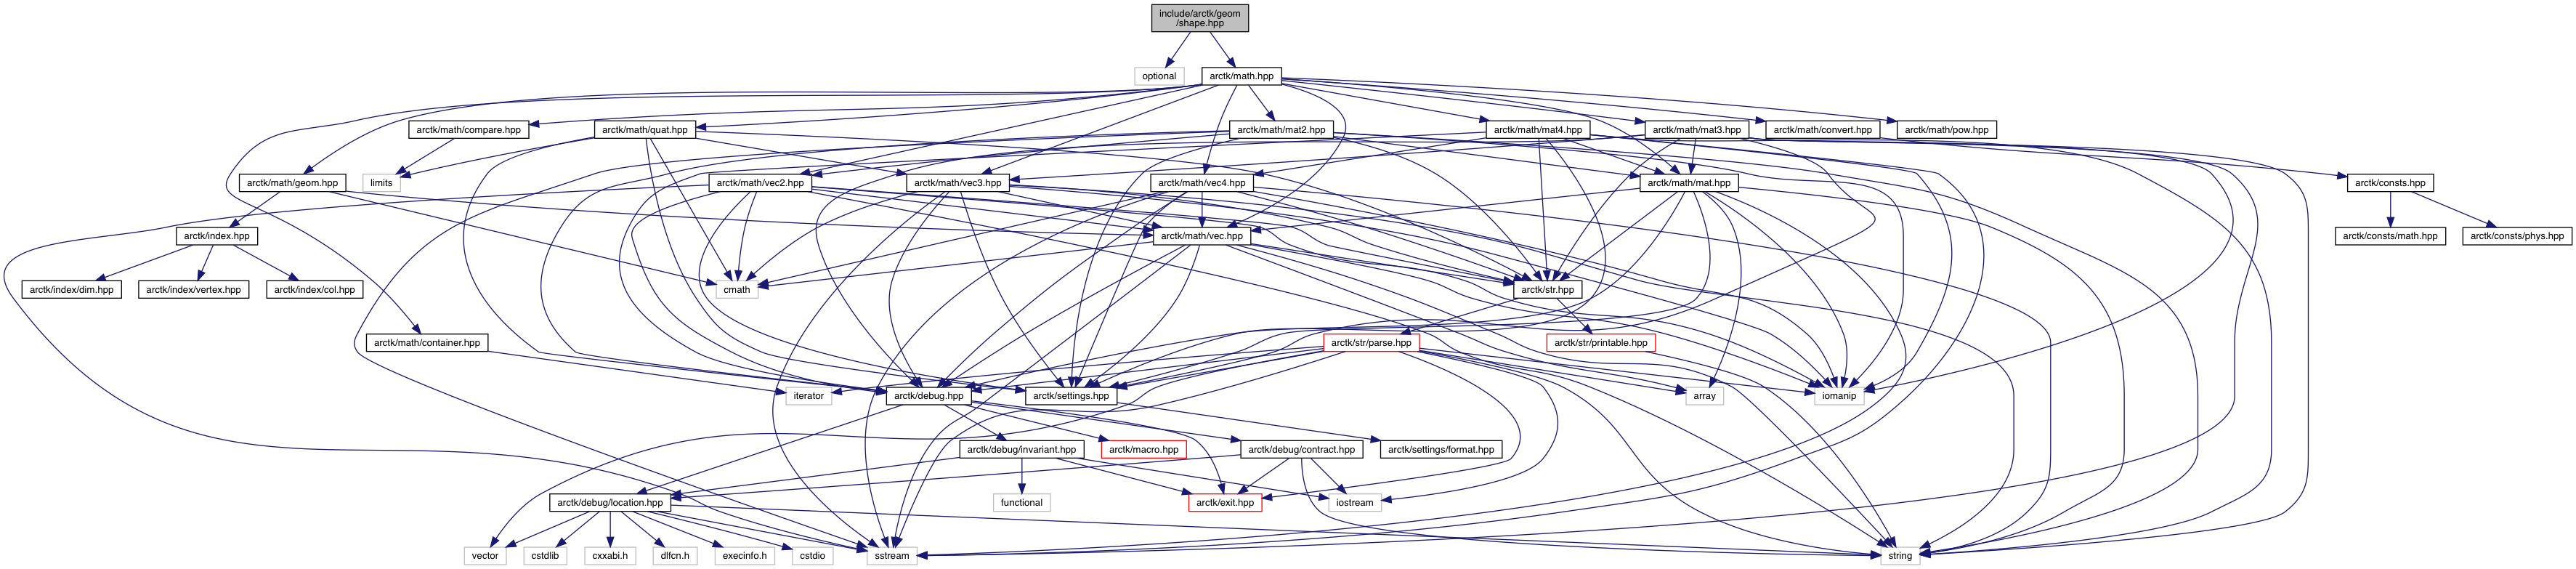 include/arctk/geom
/shape.hpp
optional
arctk/math.hpp
arctk/math/compare.hpp
arctk/math/quat.hpp
arctk/math/mat2.hpp
arctk/math/mat4.hpp
arctk/math/mat3.hpp
arctk/math/convert.hpp
arctk/math/pow.hpp
arctk/math/geom.hpp
limits
arctk/math/vec2.hpp
arctk/math/vec3.hpp
arctk/math/vec4.hpp
arctk/math/mat.hpp
arctk/consts.hpp
arctk/index.hpp
arctk/math/vec.hpp
arctk/consts/math.hpp
arctk/consts/phys.hpp
arctk/index/dim.hpp
arctk/index/vertex.hpp
arctk/index/col.hpp
cmath
arctk/str.hpp
arctk/math/container.hpp
arctk/str/parse.hpp
arctk/str/printable.hpp
iterator
arctk/debug.hpp
arctk/settings.hpp
array
iomanip
arctk/debug/invariant.hpp
arctk/macro.hpp
arctk/debug/contract.hpp
arctk/settings/format.hpp
arctk/debug/location.hpp
functional
arctk/exit.hpp
iostream
vector
cstdlib
cxxabi.h
dlfcn.h
execinfo.h
cstdio
sstream
string